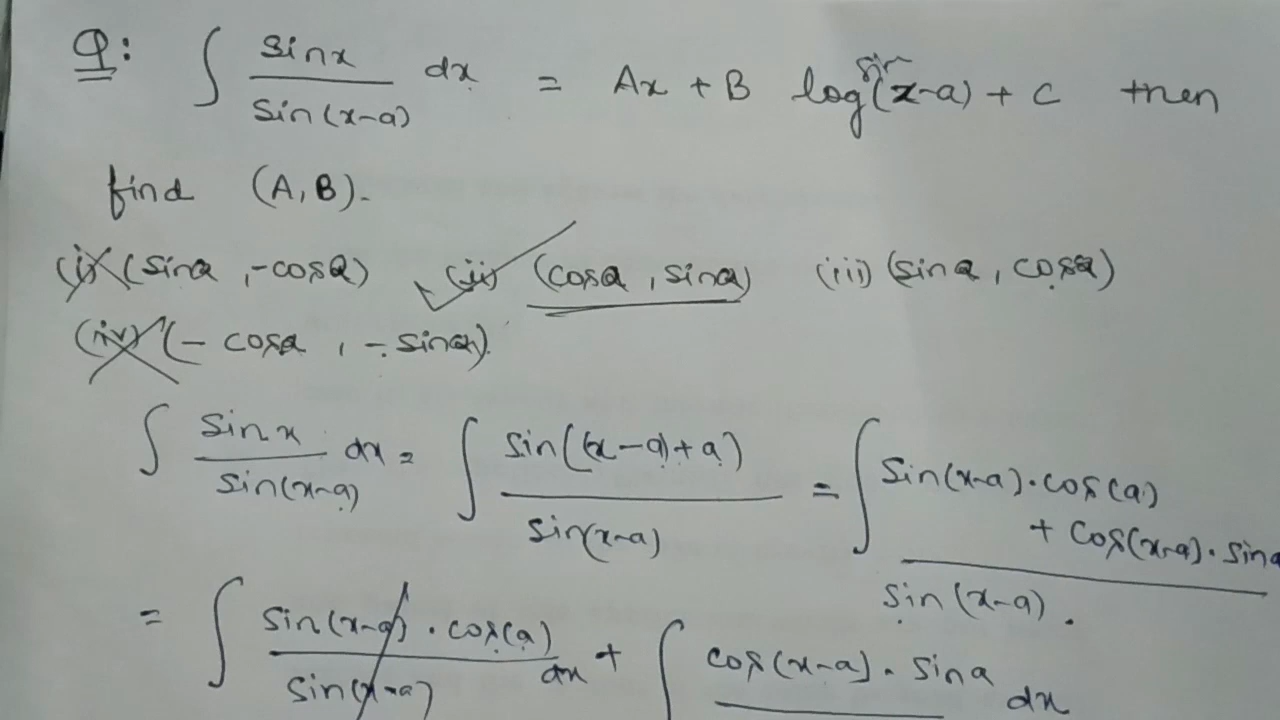 Q: ∫ sinx / sin(x-a) dx = Ax + B log sin(x-a) + C then
find (A, B).
(i) (sina, -cosa) (ii) (cosa, sina) (iii) (sina, cosa)
(iv) (- cosa, - sina).
∫ sinx / sin(x-a) dx = ∫ sin((x-a)+a) / sin(x-a) = ∫ sin(x-a).cos(a) + cos(x-a).sina / sin(x-a).
= ∫ sin(x-a).cos(a) / sin(x-a) dx + ∫ cos(x-a).sina dx